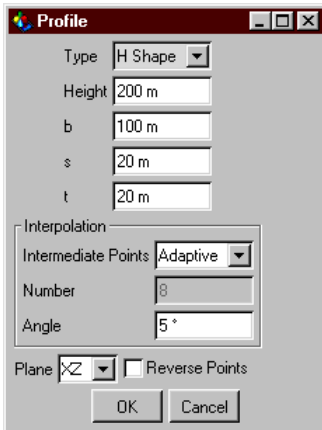 Profile
Type H Shape
Height 200 m
b 100 m
s 20 m
t 20 m
Interpolation
Intermediate Points Adaptive
Number 8
Angle 5 °
Plane XZ Reverse Points
OK Cancel